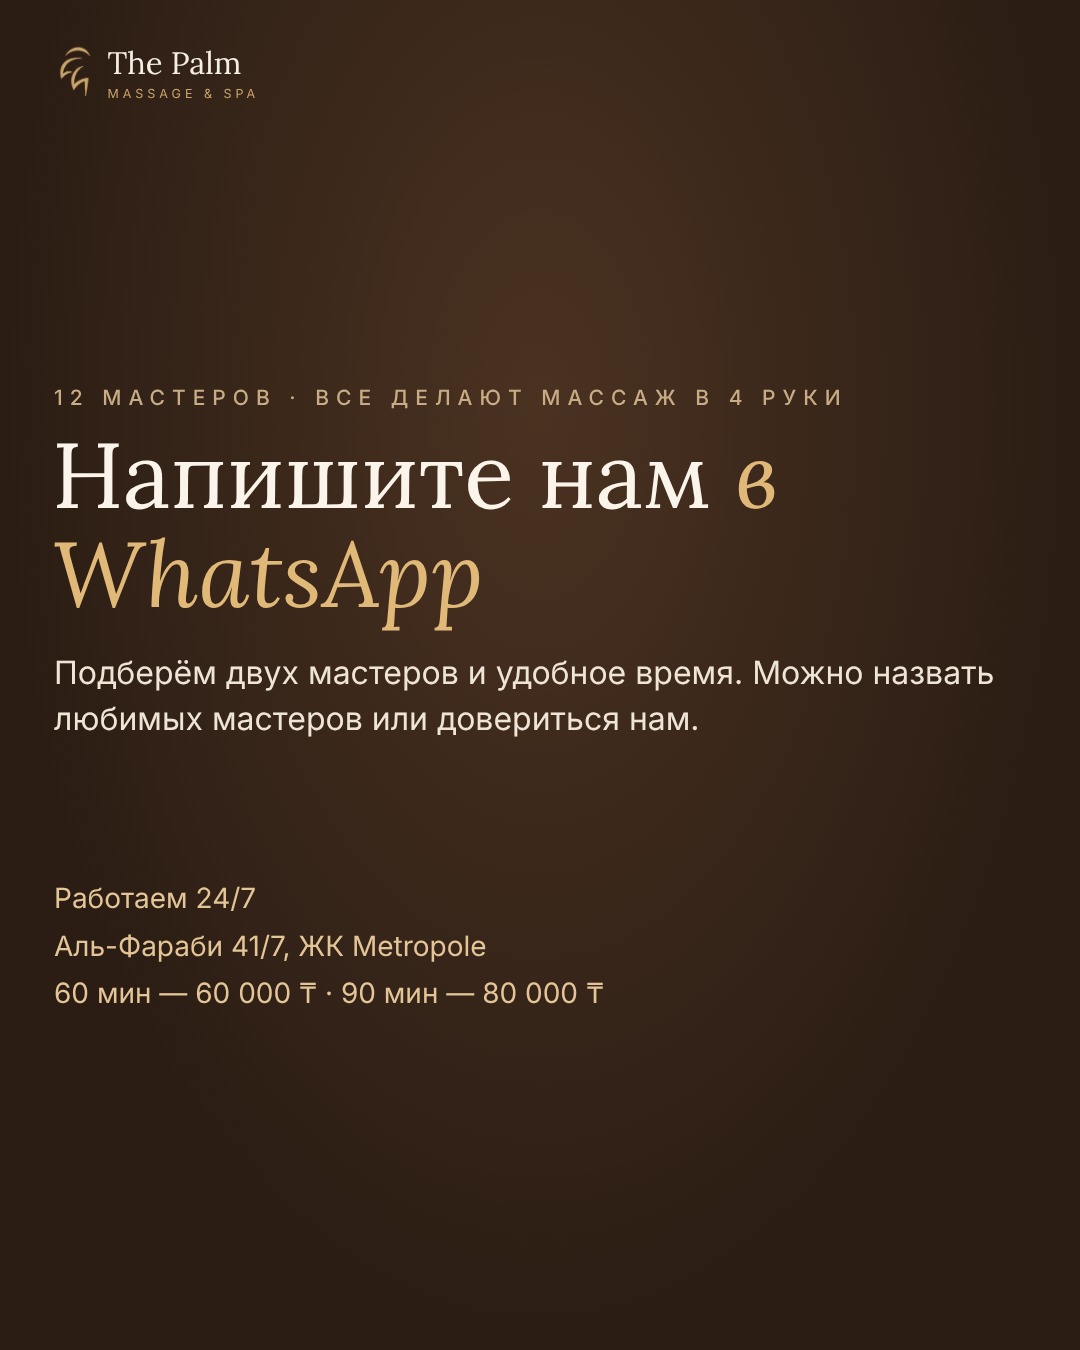 The Palm
MASSAGE & SPA
12 МАСТЕРОВ · ВСЕ ДЕЛАЮТ МАССАЖ В 4 РУКИ
Напишите нам в
WhatsApp
Подберём двух мастеров и удобное время. Можно назвать
любимых мастеров или довериться нам.
Работаем 24/7
Аль-Фараби 41/7, ЖК Metropole
60 мин — 60 000 ₸ · 90 мин — 80 000 ₸